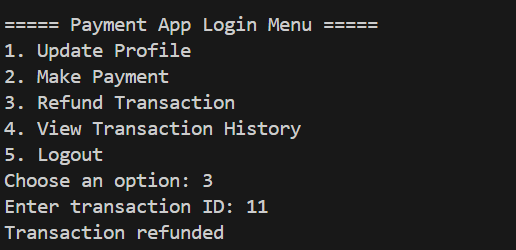 ===== Payment App Login Menu =====
1. Update Profile
2. Make Payment
3. Refund Transaction
4. View Transaction History
5. Logout
Choose an option: 3
Enter transaction ID: 11
Transaction refunded